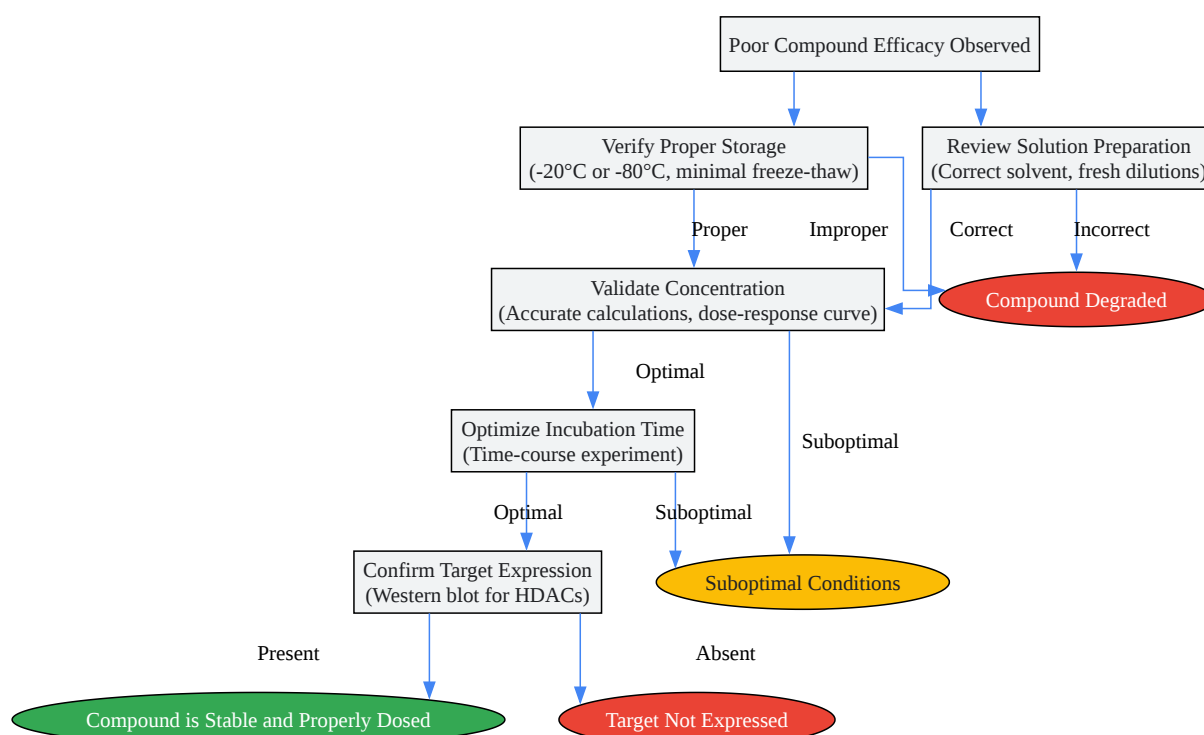 Poor Compound Efficacy Observed
Verify Proper Storage
(-20°C or -80°C, minimal freeze-thaw)
Review Solution Preparation
(Correct solvent, fresh dilutions)
Proper
Improper
Correct
Incorrect
Validate Concentration
(Accurate calculations, dose-response curve)
Compound Degraded
Optimal
Suboptimal
Optimize Incubation Time
(Time-course experiment)
Optimal
Suboptimal
Confirm Target Expression
(Western blot for HDACs)
Suboptimal Conditions
Present
Absent
Compound is Stable and Properly Dosed
Target Not Expressed